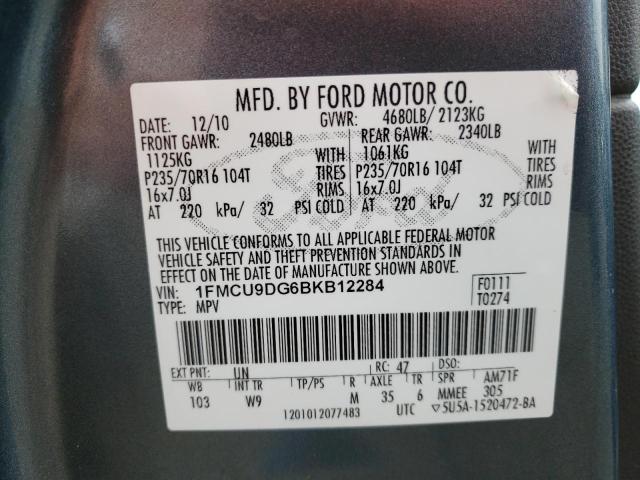 MFD. BY FORD MOTOR CO.
DATE: 12/10 GVWR: 4680LB/ 2123KG
FRONT GAWR: 2480LB REAR GAWR: 2340LB
1125KG WITH 1061KG WITH
P235/70R16 104T TIRES P235/70R16 104T TIRES
16x7.0J RIMS 16x7.0J RIMS
AT 220 kPa/ 32 PSI COLD AT 220 kPa/ 32 PSI COLD
THIS VEHICLE CONFORMS TO ALL APPLICABLE FEDERAL MOTOR
VEHICLE SAFETY AND THEFT PREVENTION STANDARDS IN
EFFECT ON THE DATE OF MANUFACTURE SHOWN ABOVE.
VIN: 1FMCU9DG6BKB12284 F0111
TYPE: MPV T0274
EXT PNT: UN RC: 47 DSO:
WB INT TR TP/PS R AXLE TR SPR AM71F
103 W9 M 35 6 MMEE 305
1201012077483 UTC ▽5U5A-1520472-BA